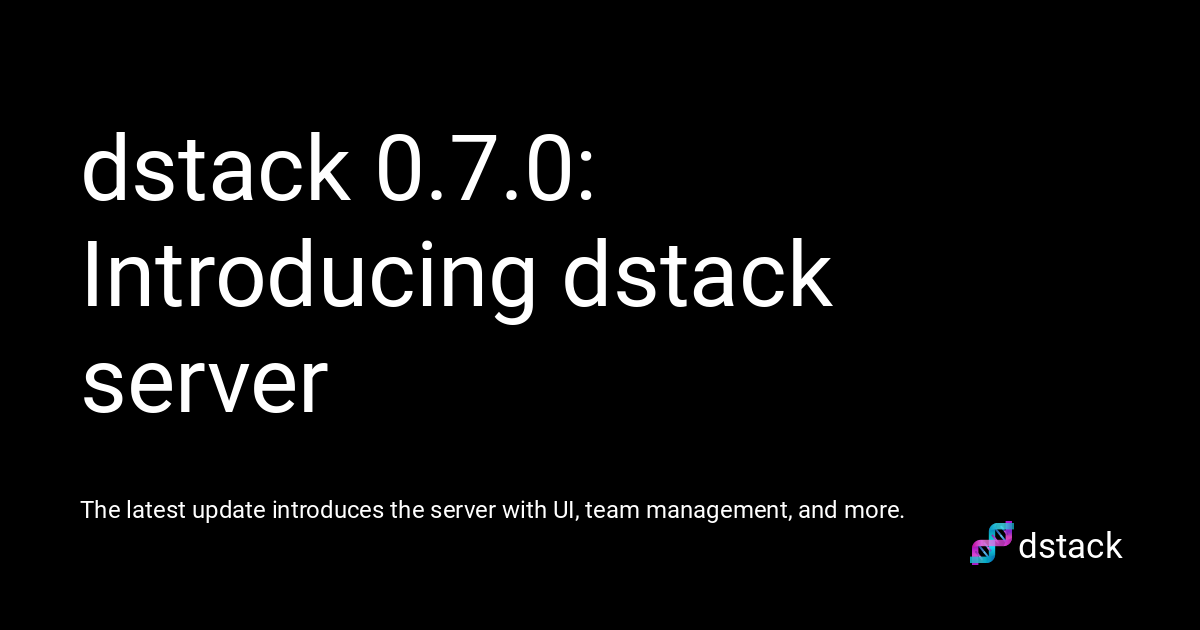 dstack 0.7.0:
Introducing dstack
server
The latest update introduces the server with UI, team management, and more.
dstack